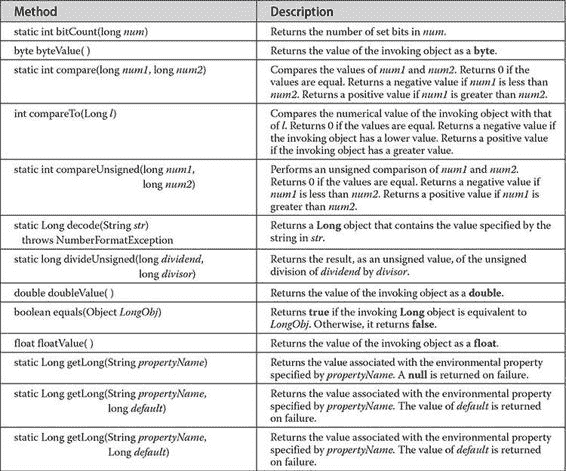 Method Description
static int bitCount(long num) Returns the number of set bits in num.
byte byteValue( ) Returns the value of the invoking object as a byte.
static int compare(long num1, long num2) Compares the values of num1 and num2. Returns 0 if the
values are equal. Returns a negative value if num1 is less than
num2. Returns a positive value if num1 is greater than num2.
int compareTo(Long l) Compares the numerical value of the invoking object with that
of l. Returns 0 if the values are equal. Returns a negative value if
the invoking object has a lower value. Returns a positive value
if the invoking object has a greater value.
static int compareUnsigned(long num1, Performs an unsigned comparison of num1 and num2.
long num2) Returns 0 if the values are equal. Returns a negative value if
num1 is less than num2. Returns a positive value if num1 is
greater than num2.
static Long decode(String str) Returns a Long object that contains the value specified by the
throws NumberFormatException string in str.
static long divideUnsigned(long dividend, Returns the result, as an unsigned value, of the unsigned
long divisor) division of dividend by divisor.
double doubleValue( ) Returns the value of the invoking object as a double.
boolean equals(Object LongObj) Returns true if the invoking Long object is equivalent to
LongObj. Otherwise, it returns false.
float floatValue( ) Returns the value of the invoking object as a float.
static Long getLong(String propertyName) Returns the value associated with the environmental property
specified by propertyName. A null is returned on failure.
static Long getLong(String propertyName, Returns the value associated with the environmental property
long default) specified by propertyName. The value of default is returned
on failure.
static Long getLong(String propertyName, Returns the value associated with the environmental property
Long default) specified by propertyName. The value of default is returned
on failure.